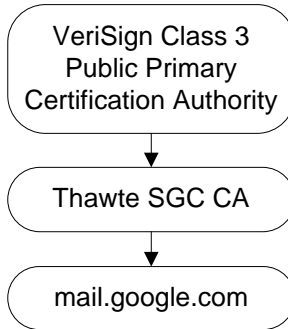 VeriSign Class 3
Public Primary
Certification Authority
Thawte SGC CA
mail.google.com